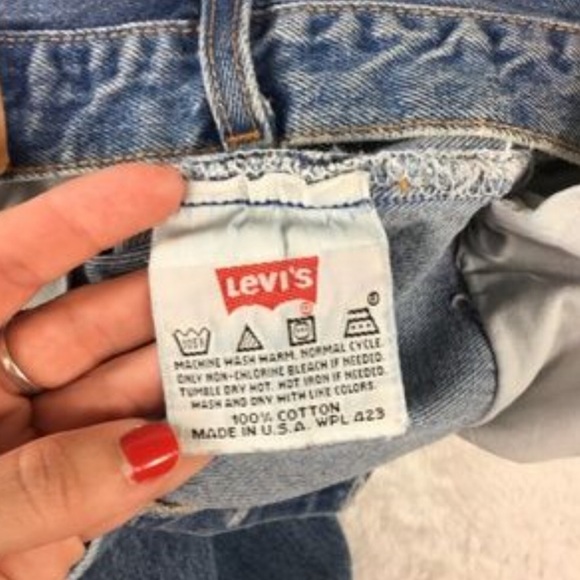 Levi's
MACHINE WASH WARM. NORMAL CYCLE.
ONLY NON-CHLORINE BLEACH IF NEEDED.
TUMBLE DRY HOT. HOT IRON IF NEEDED.
WASH AND DRY WITH LIKE COLORS.
100% COTTON
MADE IN U.S.A. WPL 423